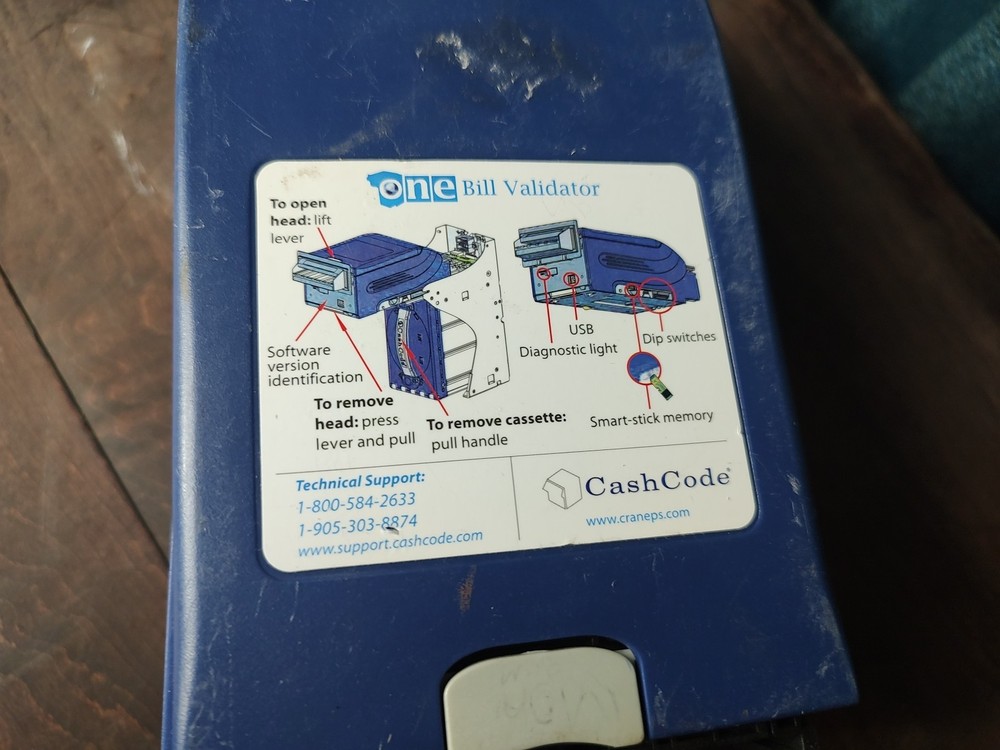 one Bill Validator
To open
head: lift
lever
Software
version
identification
To remove
head: press
lever and pull
To remove cassette:
pull handle
USB
Diagnostic light
Dip switches
Smart-stick memory
Technical Support:
1-800-584-2633
1-905-303-8874
www.support.cashcode.com
CashCode®
www.craneps.com